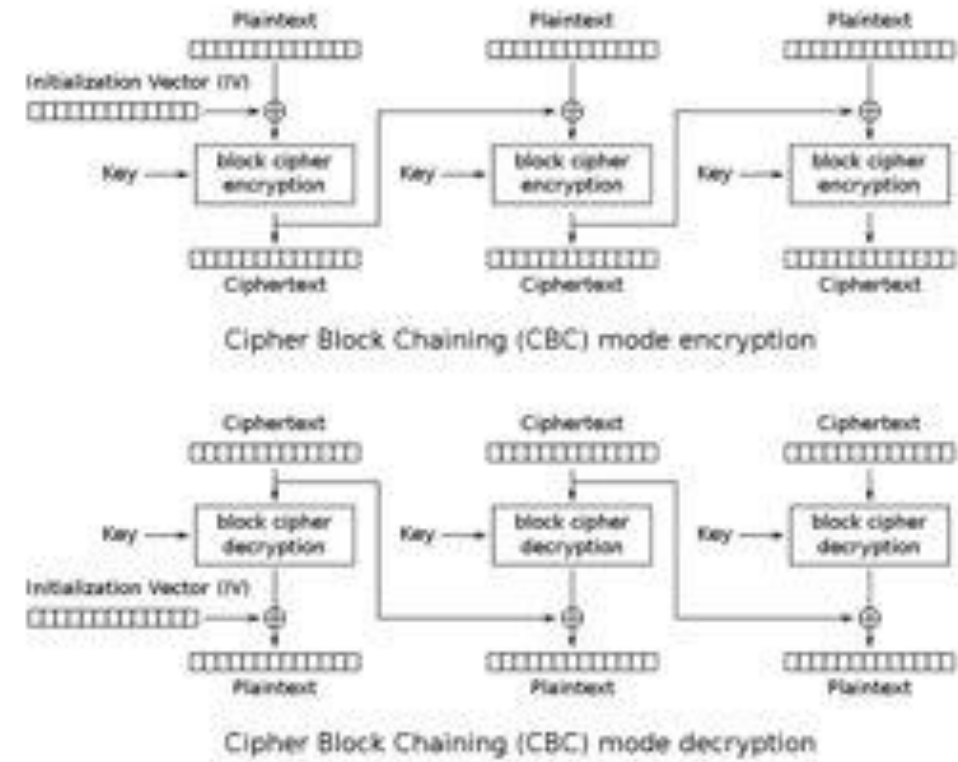 Plaintext Plaintext Plaintext
Initialization Vector (IV)
Key block cipher encryption Key block cipher encryption Key block cipher encryption
Ciphertext Ciphertext Ciphertext
Cipher Block Chaining (CBC) mode encryption
Ciphertext Ciphertext Ciphertext
Key block cipher decryption Key block cipher decryption Key block cipher decryption
Initialization Vector (IV)
Plaintext Plaintext Plaintext
Cipher Block Chaining (CBC) mode decryption